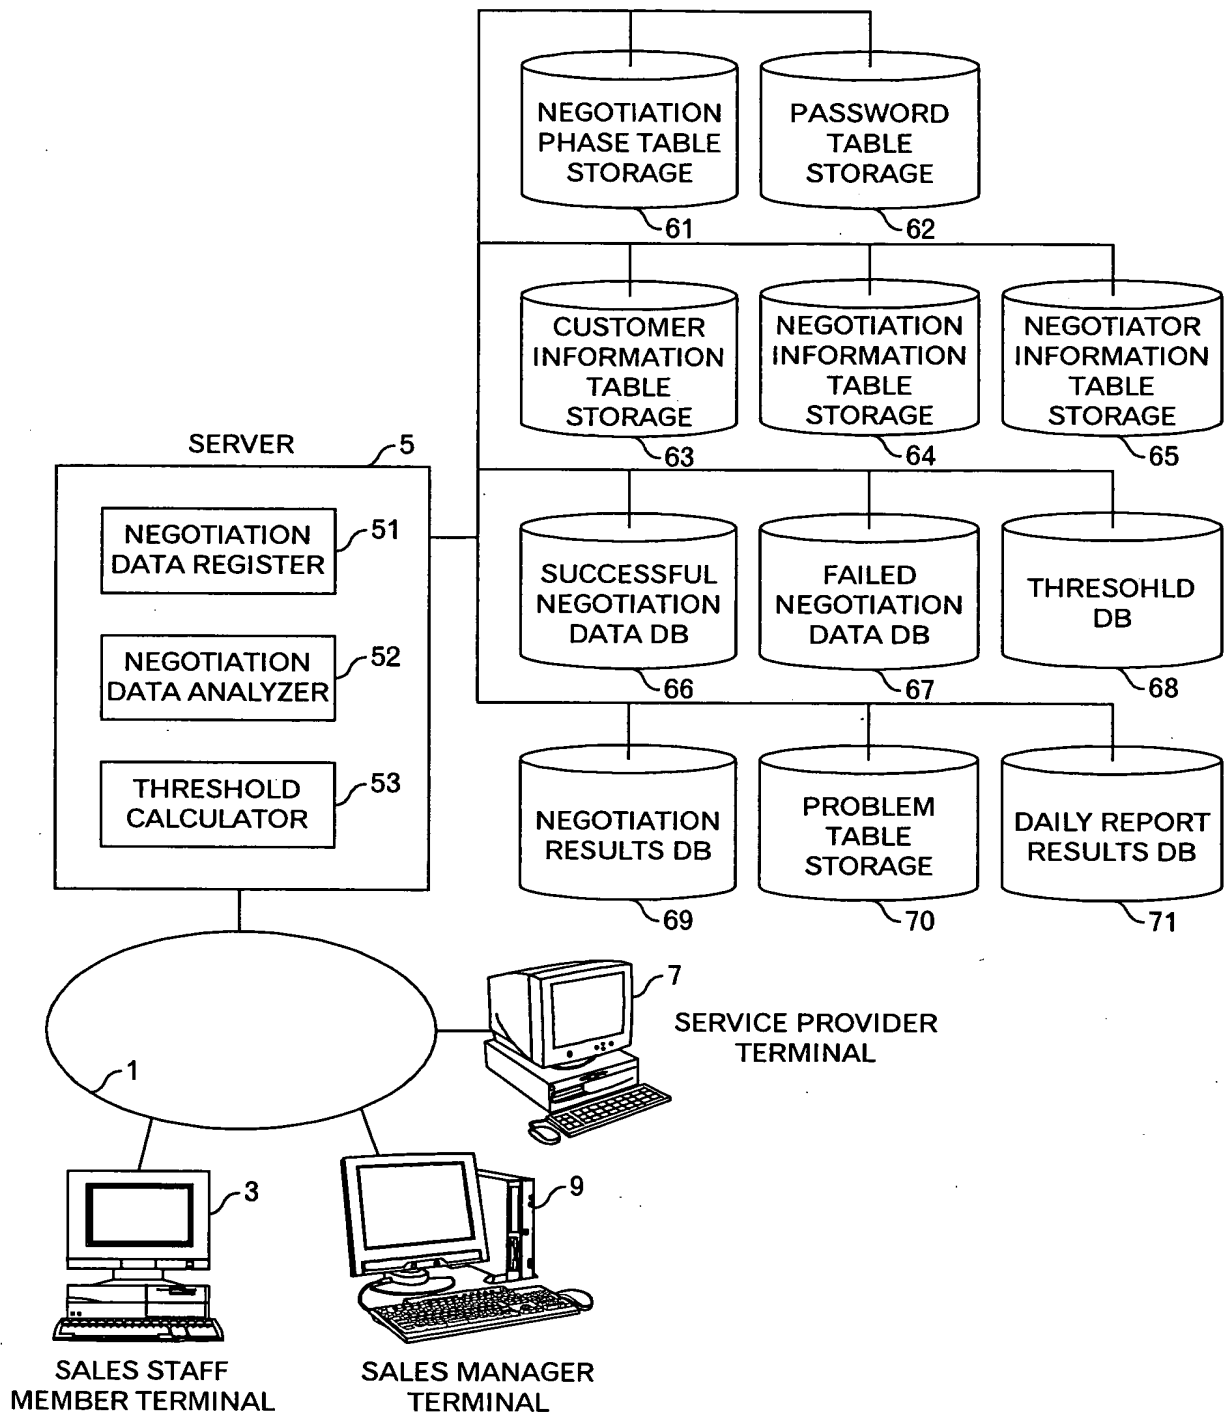 NEGOTIATION
PHASE TABLE
STORAGE
61
PASSWORD
TABLE
STORAGE
62
CUSTOMER
INFORMATION
TABLE
STORAGE
63
NEGOTIATION
INFORMATION
TABLE
STORAGE
64
NEGOTIATOR
INFORMATION
TABLE
STORAGE
65
SERVER
5
NEGOTIATION
DATA REGISTER
51
NEGOTIATION
DATA ANALYZER
52
THRESHOLD
CALCULATOR
53
SUCCESSFUL
NEGOTIATION
DATA DB
66
FAILED
NEGOTIATION
DATA DB
67
THRESOHLD
DB
68
NEGOTIATION
RESULTS DB
69
PROBLEM
TABLE
STORAGE
70
DAILY REPORT
RESULTS DB
71
1
7
SERVICE PROVIDER
TERMINAL
3
SALES STAFF
MEMBER TERMINAL
9
SALES MANAGER
TERMINAL